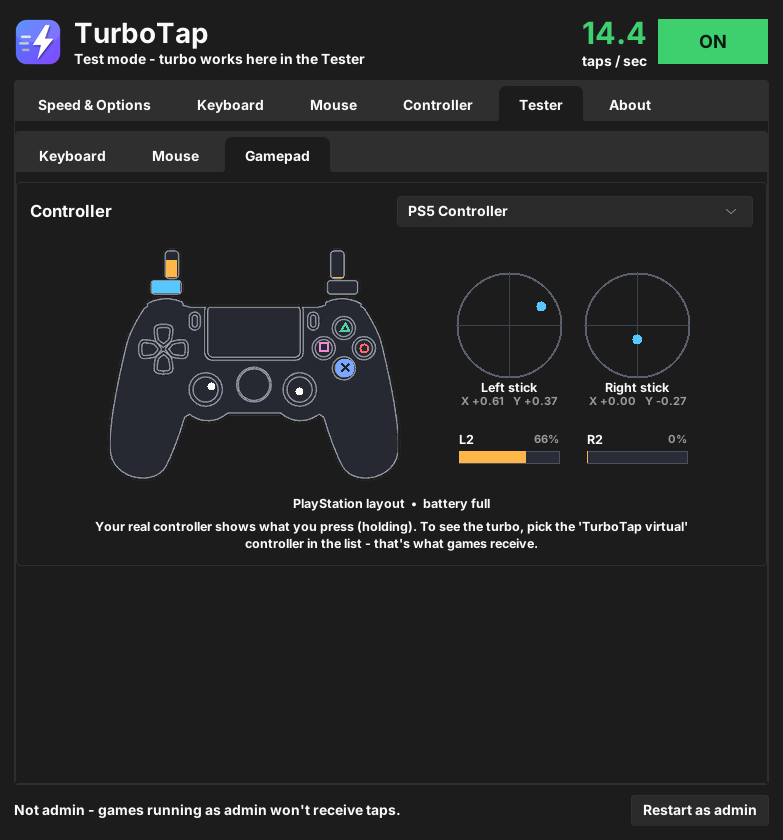 TurboTap
Test mode - turbo works here in the Tester
14.4
taps / sec
ON
Speed & Options
Keyboard
Mouse
Controller
Tester
About
Keyboard
Mouse
Gamepad
Controller
PS5 Controller
Left stick
X +0.61 Y +0.37
Right stick
X +0.00 Y -0.27
L2 66%
R2 0%
PlayStation layout • battery full
Your real controller shows what you press (holding). To see the turbo, pick the 'TurboTap virtual'
controller in the list - that's what games receive.
Not admin - games running as admin won't receive taps.
Restart as admin